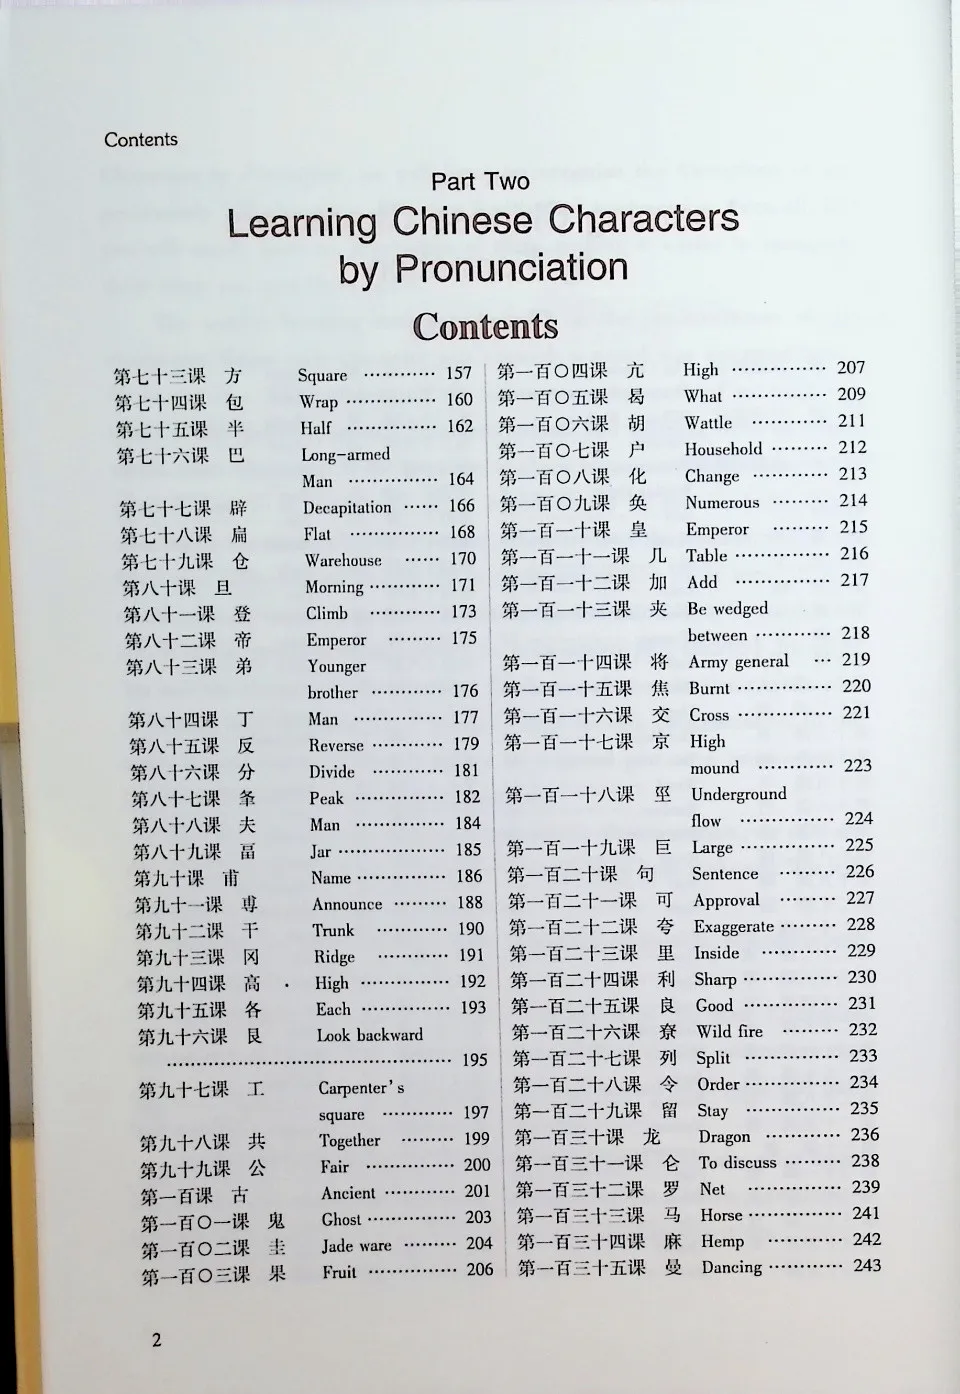 Contents
Part Two
Learning Chinese Characters
by Pronunciation
Contents
第七十三课 方 Square ············ 157
第七十四课 包 Wrap ··············· 160
第七十五课 半 Half ··············· 162
第七十六课 巴 Long-armed
Man ··············· 164
第七十七课 辟 Decapitation ······ 166
第七十八课 扁 Flat ··············· 168
第七十九课 仓 Warehouse ······ 170
第八十课 旦 Morning ············ 171
第八十一课 登 Climb ············ 173
第八十二课 帝 Emperor ········· 175
第八十三课 弟 Younger
brother ············ 176
第八十四课 丁 Man ··············· 177
第八十五课 反 Reverse ············ 179
第八十六课 分 Divide ············ 181
第八十七课 夆 Peak ··············· 182
第八十八课 夫 Man ··············· 184
第八十九课 畐 Jar ·················· 185
第九十课 甫 Name ··············· 186
第九十一课 尃 Announce ········· 188
第九十二课 干 Trunk ············ 190
第九十三课 冈 Ridge ············ 191
第九十四课 高 High ··············· 192
第九十五课 各 Each ··············· 193
第九十六课 艮 Look backward
················································ 195
第九十七课 工 Carpenter's
square ············ 197
第九十八课 共 Together ········· 199
第九十九课 公 Fair ··············· 200
第一百课 古 Ancient ············ 201
第一百〇一课 鬼 Ghost ··············· 203
第一百〇二课 圭 Jade ware ········· 204
第一百〇三课 果 Fruit ··············· 206
第一百〇四课 亢 High ··············· 207
第一百〇五课 曷 What ··············· 209
第一百〇六课 胡 Wattle ············ 211
第一百〇七课 户 Household ········· 212
第一百〇八课 化 Change ············ 213
第一百〇九课 奂 Numerous ········· 214
第一百一十课 皇 Emperor ········· 215
第一百一十一课 几 Table ··············· 216
第一百一十二课 加 Add ··············· 217
第一百一十三课 夹 Be wedged
between ············ 218
第一百一十四课 将 Army general ··· 219
第一百一十五课 焦 Burnt ··············· 220
第一百一十六课 交 Cross ··············· 221
第一百一十七课 京 High
mound ············ 223
第一百一十八课 坙 Underground
flow ··············· 224
第一百一十九课 巨 Large ··············· 225
第一百二十课 句 Sentence ········· 226
第一百二十一课 可 Approval ········· 227
第一百二十二课 夸 Exaggerate ········· 228
第一百二十三课 里 Inside ············ 229
第一百二十四课 利 Sharp ··············· 230
第一百二十五课 良 Good ··············· 231
第一百二十六课 尞 Wild fire ········· 232
第一百二十七课 列 Split ··············· 233
第一百二十八课 令 Order ··············· 234
第一百二十九课 留 Stay ··············· 235
第一百三十课 龙 Dragon ············ 236
第一百三十一课 仑 To discuss ········· 238
第一百三十二课 罗 Net ··············· 239
第一百三十三课 马 Horse ··············· 241
第一百三十四课 麻 Hemp ············ 242
第一百三十五课 曼 Dancing ············ 243
2